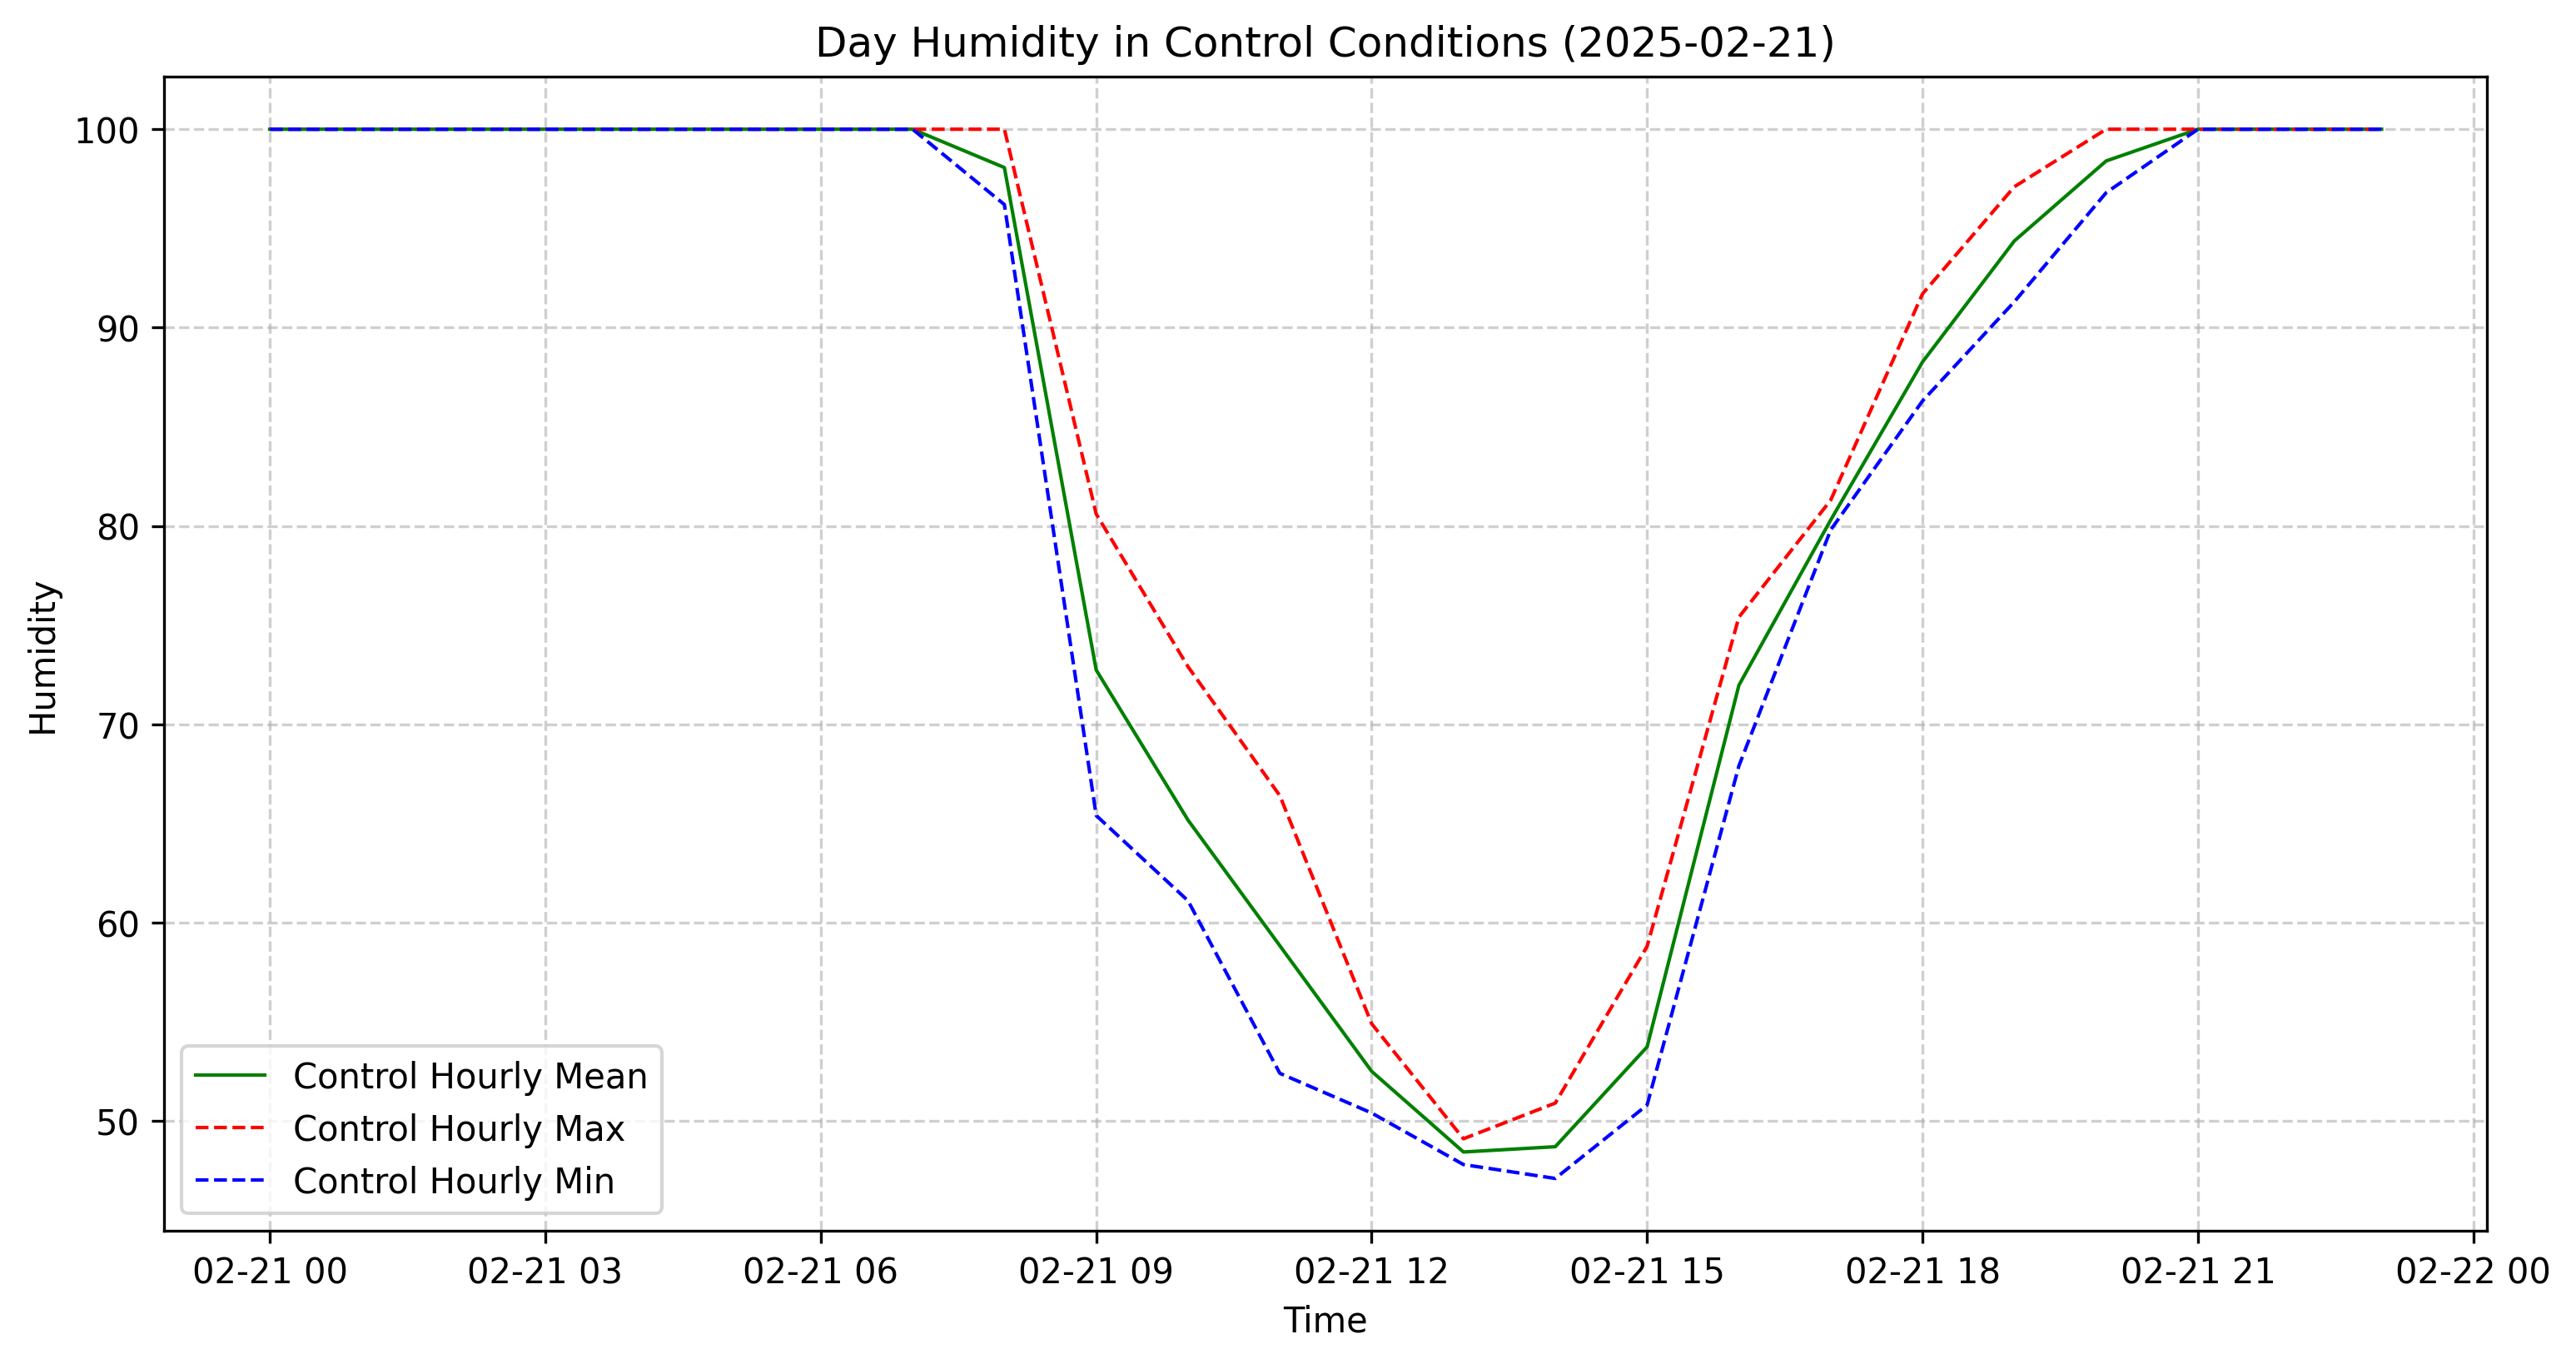 Day Humidity in Control Conditions (2025-02-21)
100
90
80
70
60
50
Humidity
Control Hourly Mean
Control Hourly Max
Control Hourly Min
02-21 00 02-21 03 02-21 06 02-21 09 02-21 12 02-21 15 02-21 18 02-21 21 02-22 00
Time